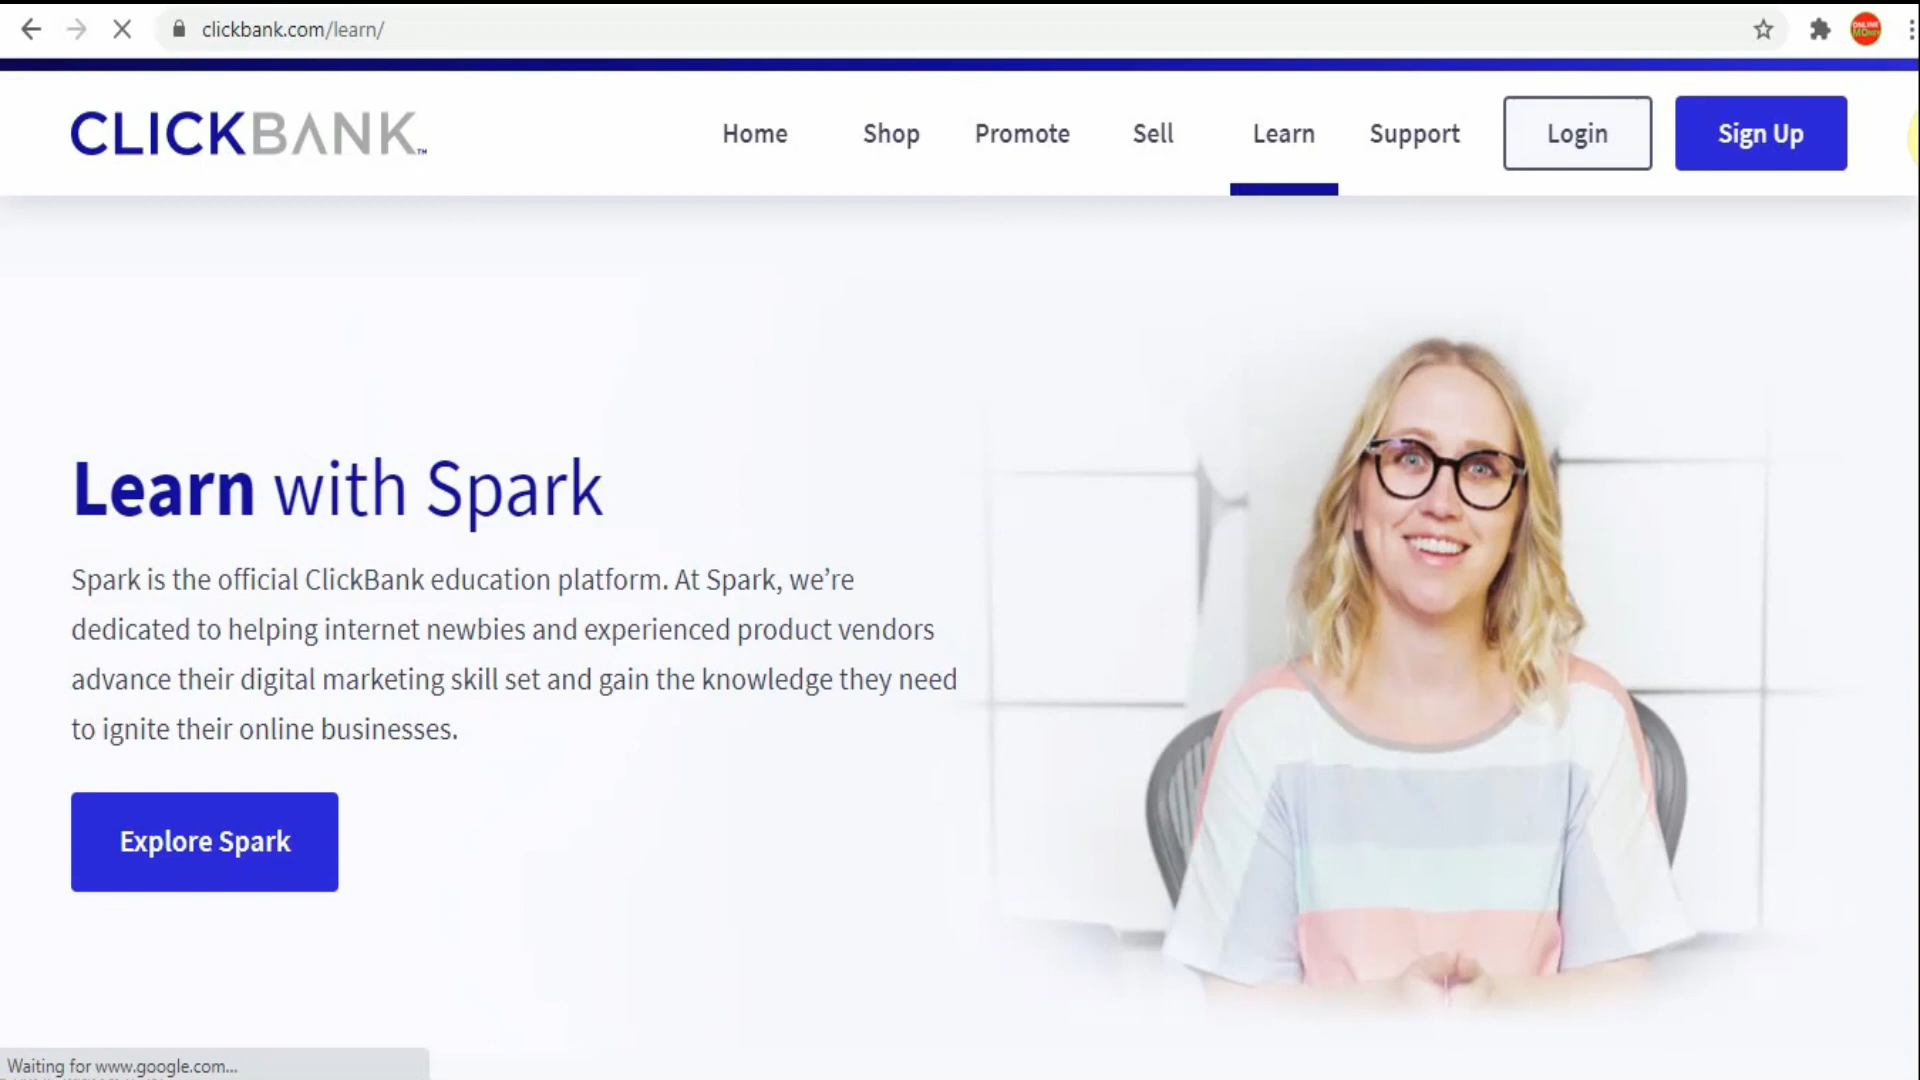 clickbank.com/learn/
ONLINE
CLICKBANK™
Home Shop Promote Sell Learn Support Login Sign Up
Learn with Spark
Spark is the official ClickBank education platform. At Spark, we’re
dedicated to helping internet newbies and experienced product vendors
advance their digital marketing skill set and gain the knowledge they need
to ignite their online businesses.
Explore Spark
Waiting for www.google.com...